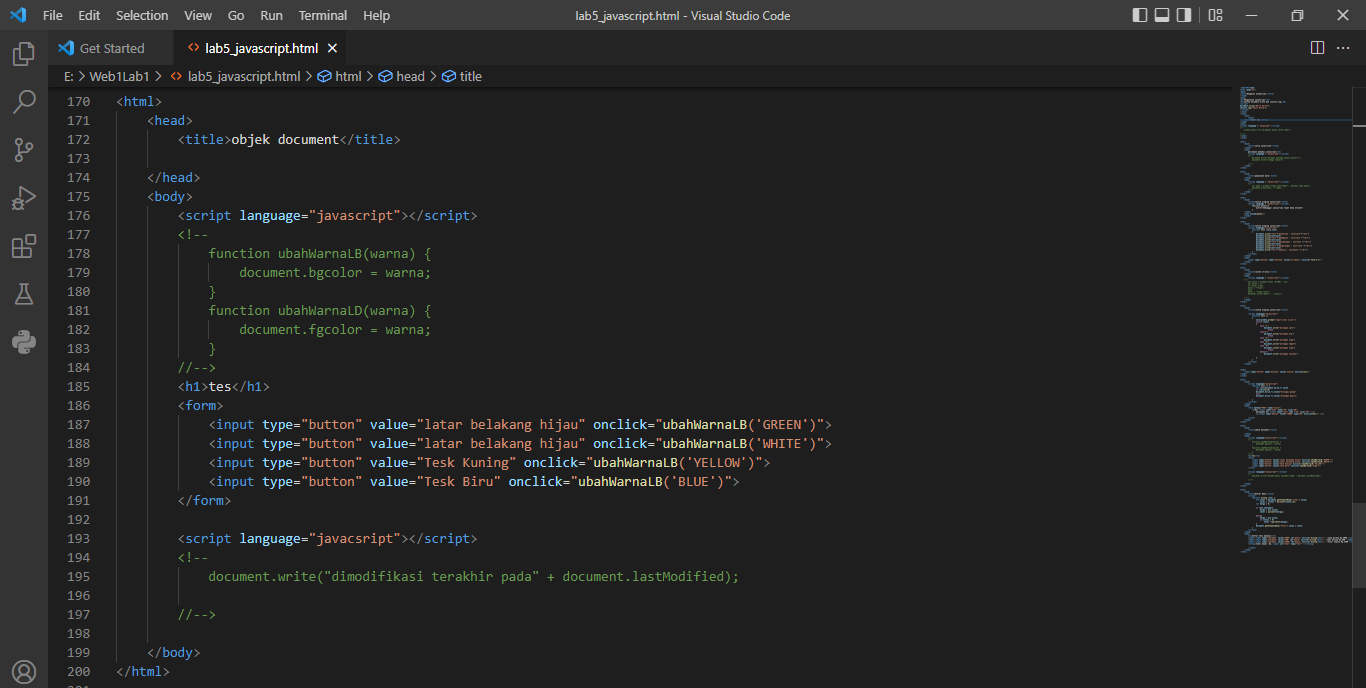 File Edit Selection View Go Run Terminal Help lab5_javascript.html - Visual Studio Code
Get Started lab5_javascript.html
E: > Web1Lab1 > lab5_javascript.html > html > head > title
170 <html>
171 <head>
172 <title>objek document</title>
173
174 </head>
175 <body>
176 <script language="javascript"></script>
177 <!--
178 function ubahWarnaLB(warna) {
179 document.bgcolor = warna;
180 }
181 function ubahWarnaLD(warna) {
182 document.fgcolor = warna;
183 }
184 //-->
185 <h1>tes</h1>
186 <form>
187 <input type="button" value="latar belakang hijau" onclick="ubahWarnaLB('GREEN')">
188 <input type="button" value="latar belakang hijau" onclick="ubahWarnaLB('WHITE')">
189 <input type="button" value="Tesk Kuning" onclick="ubahWarnaLB('YELLOW')">
190 <input type="button" value="Tesk Biru" onclick="ubahWarnaLB('BLUE')">
191 </form>
192
193 <script language="javacsript"></script>
194 <!--
195 document.write("dimodifikasi terakhir pada" + document.lastModified);
196
197 //-->
198
199 </body>
200 </html>